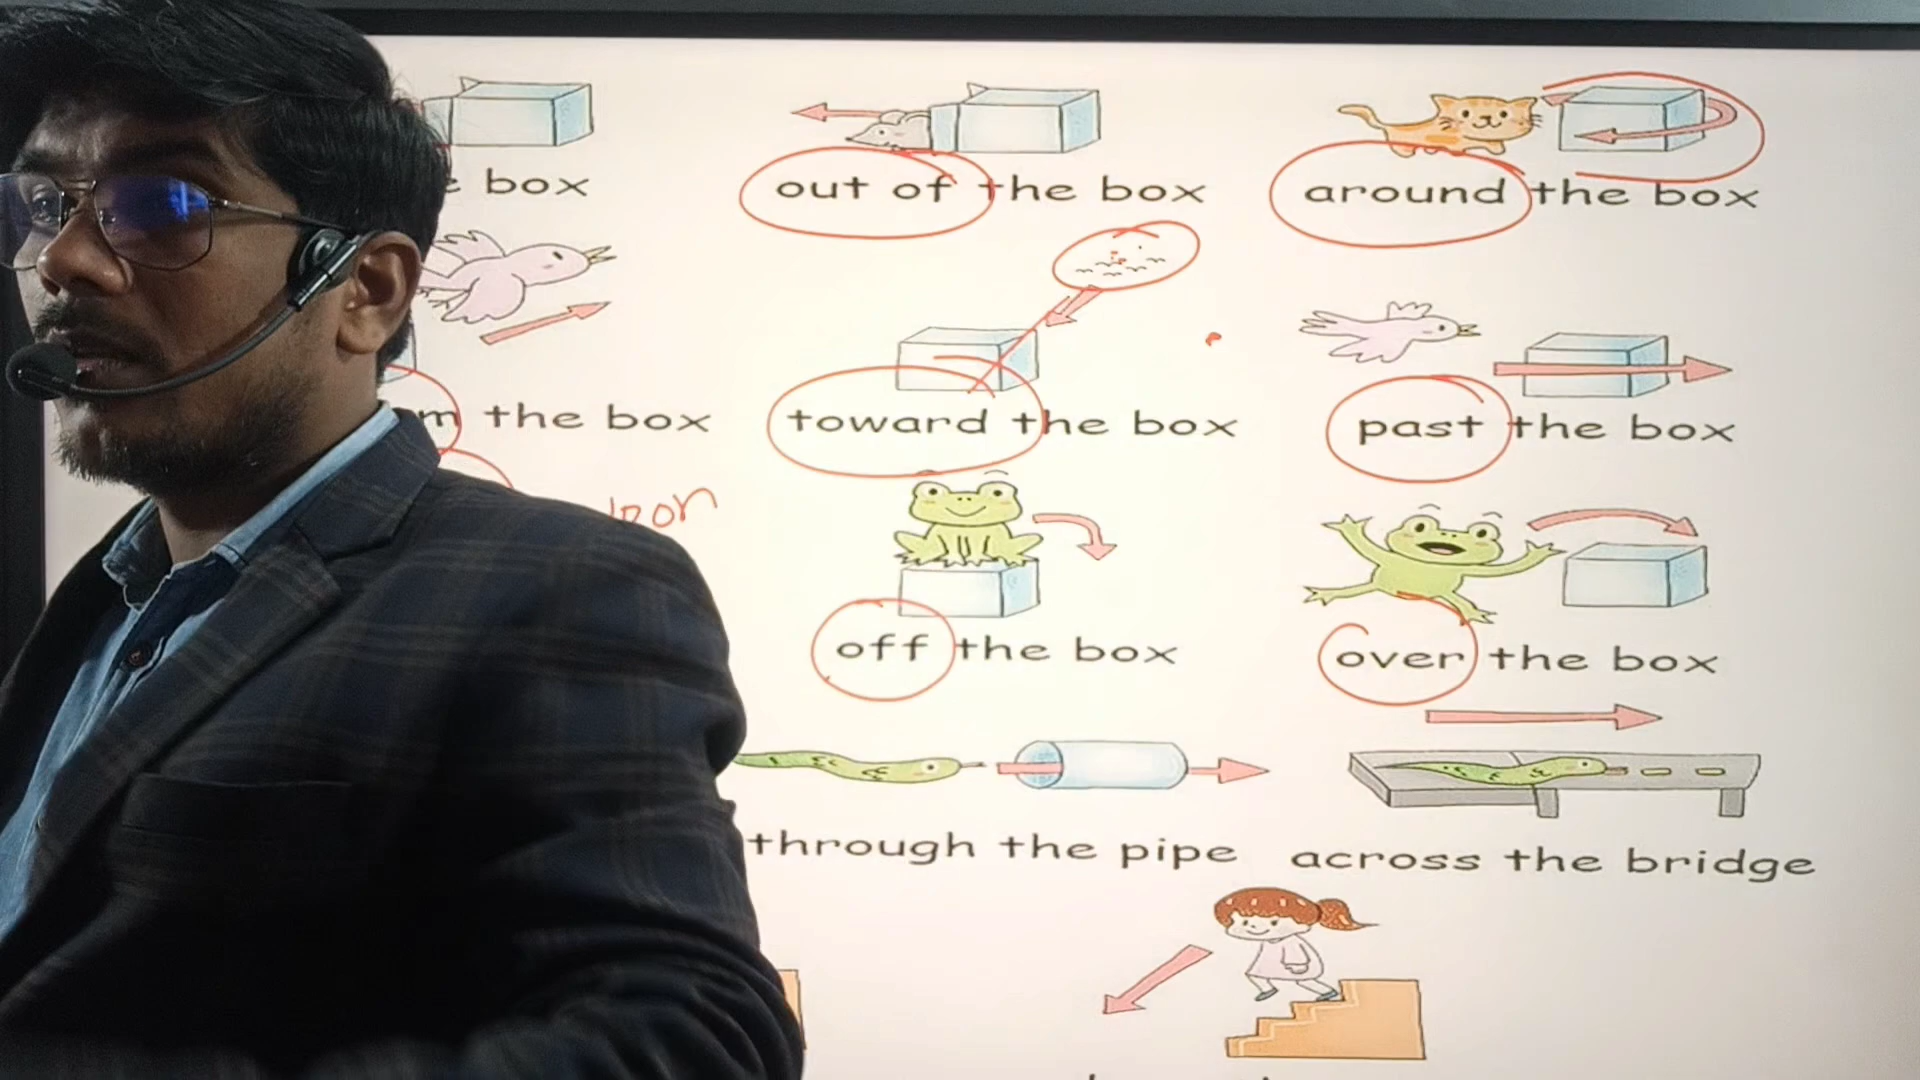 box out of the box around the box
the box toward the box past the box
off the box over the box
through the pipe across the bridge